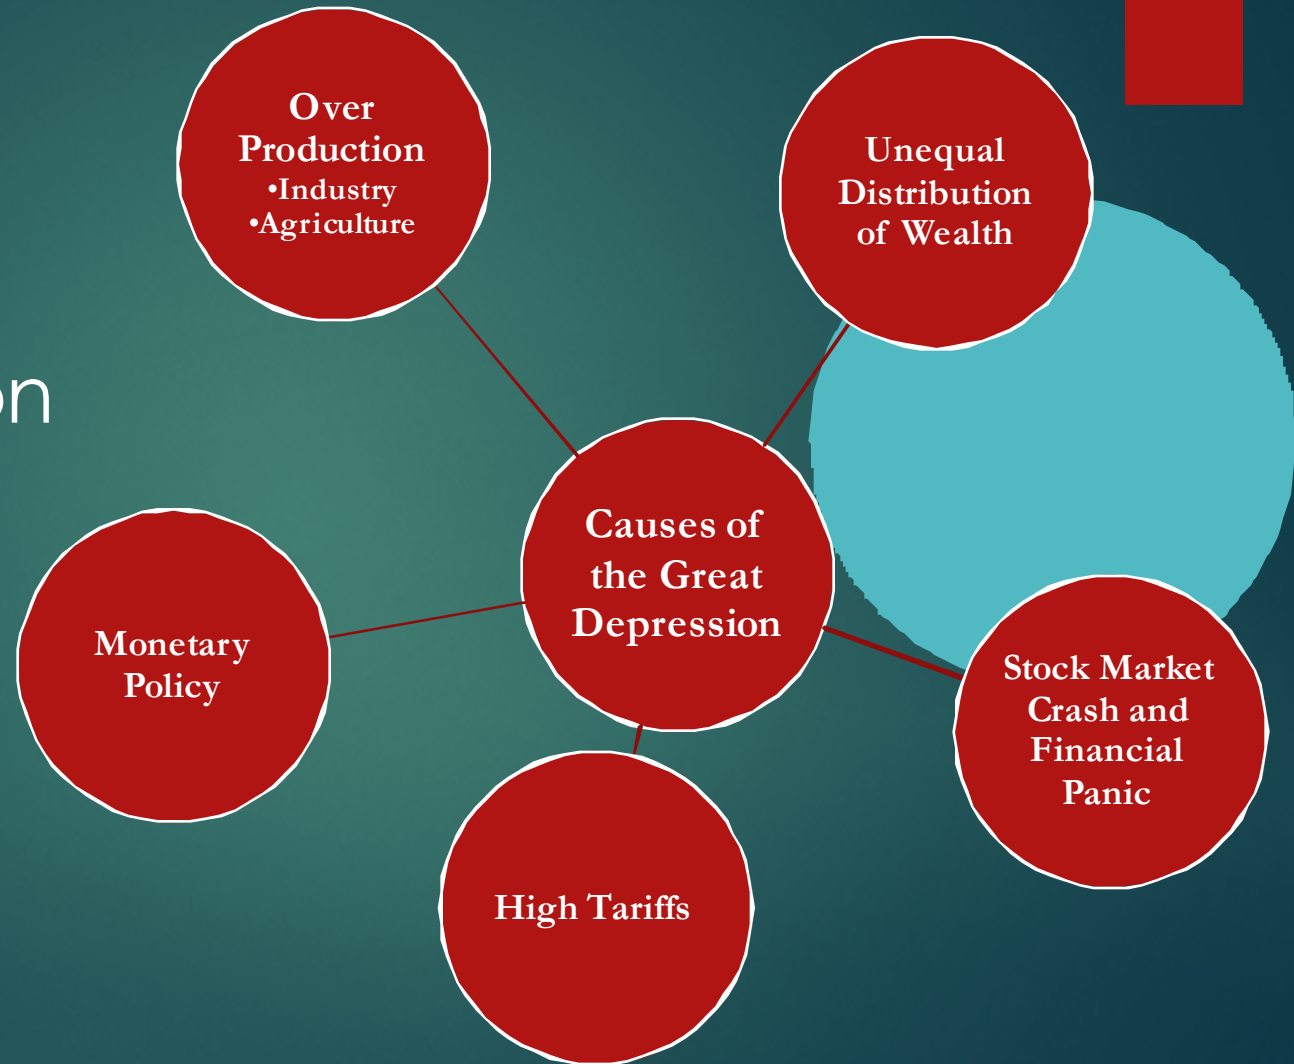 Over
Production
•Industry
•Agriculture
Unequal
Distribution
of Wealth
Causes of
the Great
Depression
Monetary
Policy
Stock Market
Crash and
Financial
Panic
High Tariffs